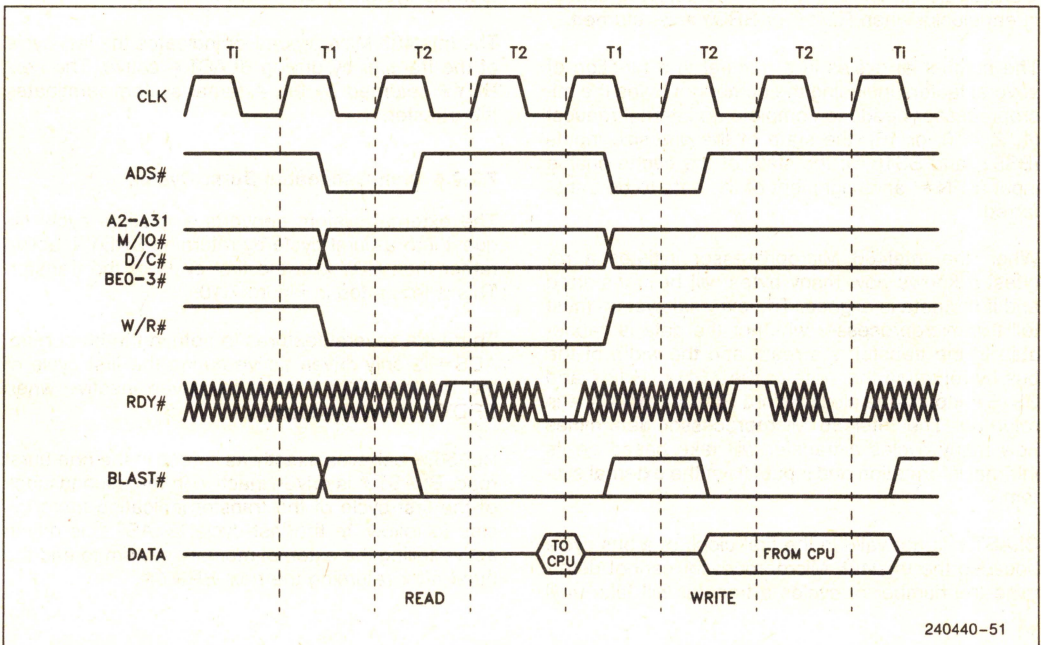 Ti T1 T2 T2 T1 T2 T2 Ti
CLK
ADS#
A2-A31
M/IO#
D/C#
BE0-3#
W/R#
RDY#
BLAST#
DATA
TO CPU
FROM CPU
READ
WRITE
240440-51